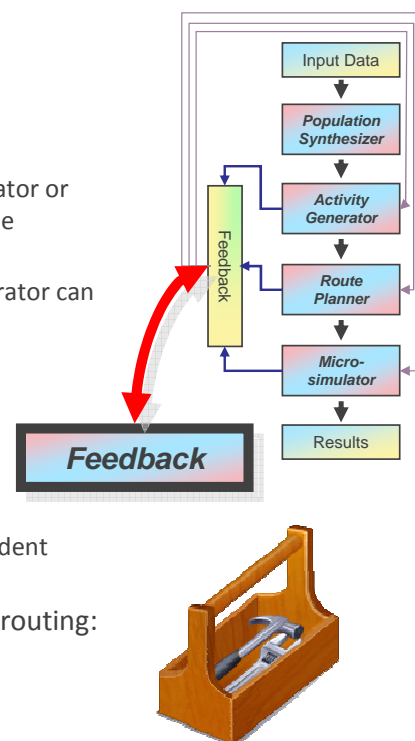 Input Data
Population
Synthesizer
ator or
e
Activity
Generator
Feedback
rator can
Route
Planner
Micro-
simulator
Results
Feedback
dent
routing: